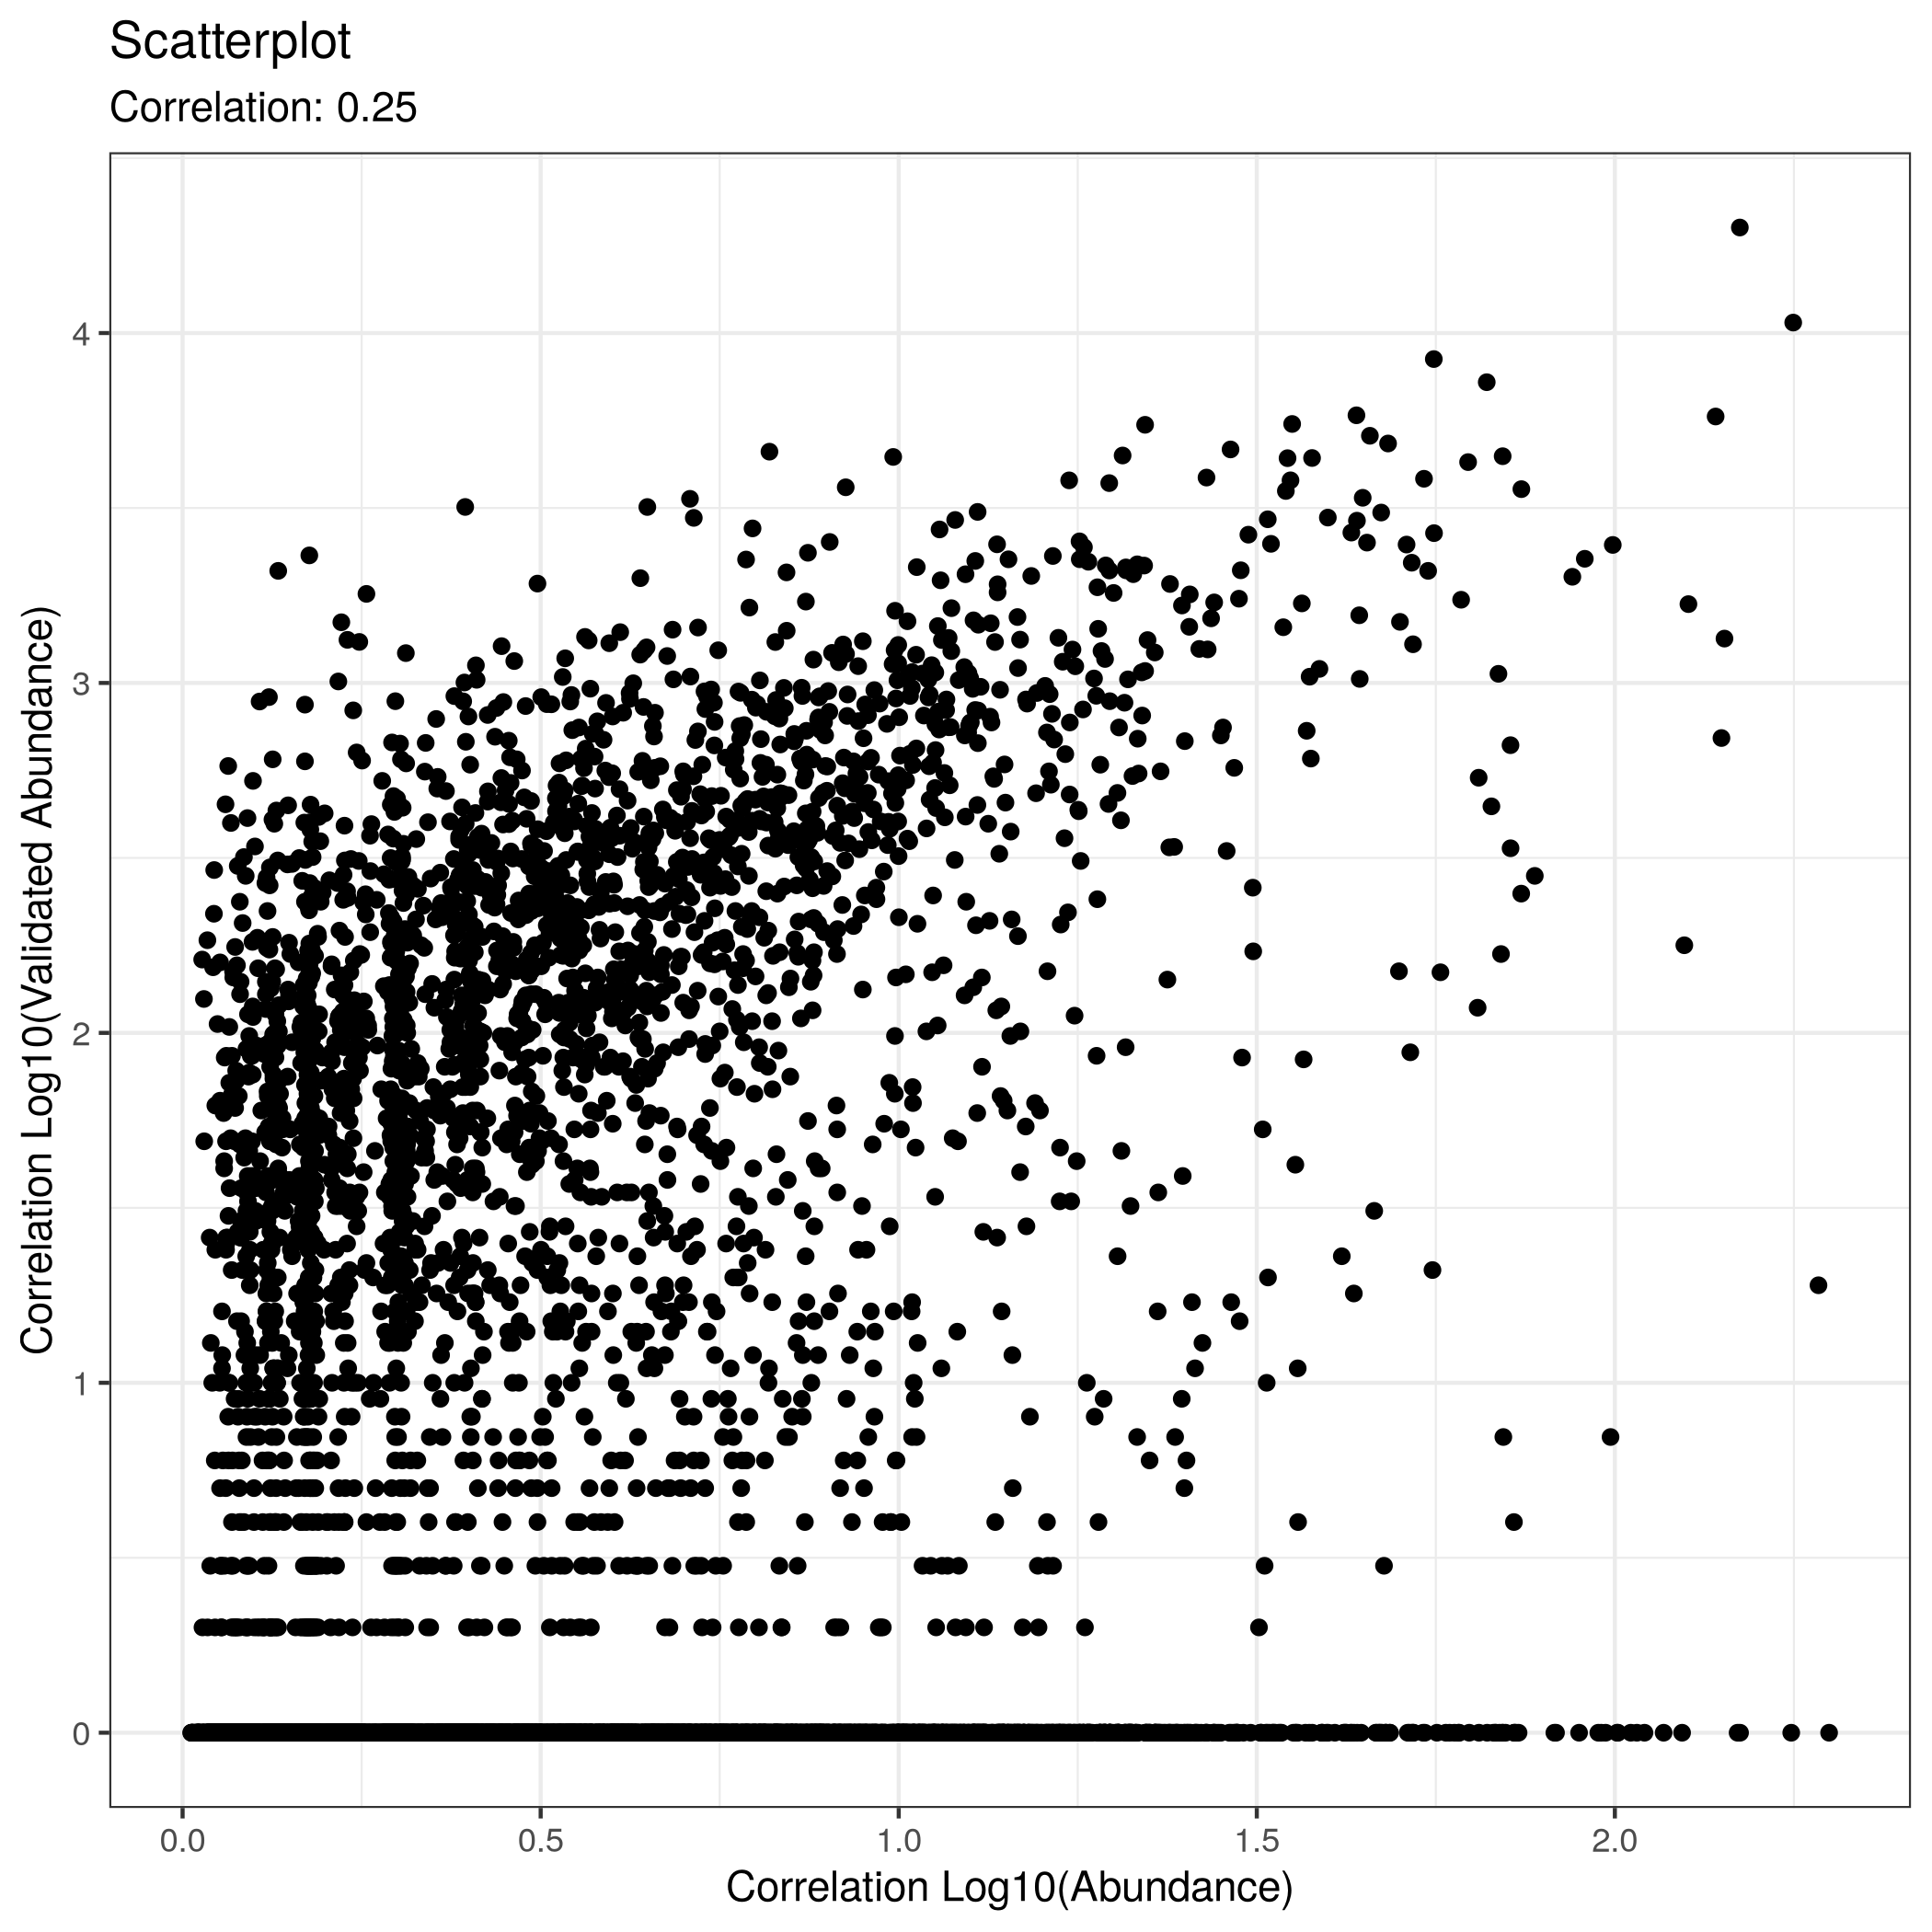 Scatterplot
Correlation: 0.25
Correlation Log10(Validated Abundance)
4
3
2
1
0
0.0 0.5 1.0 1.5 2.0
Correlation Log10(Abundance)